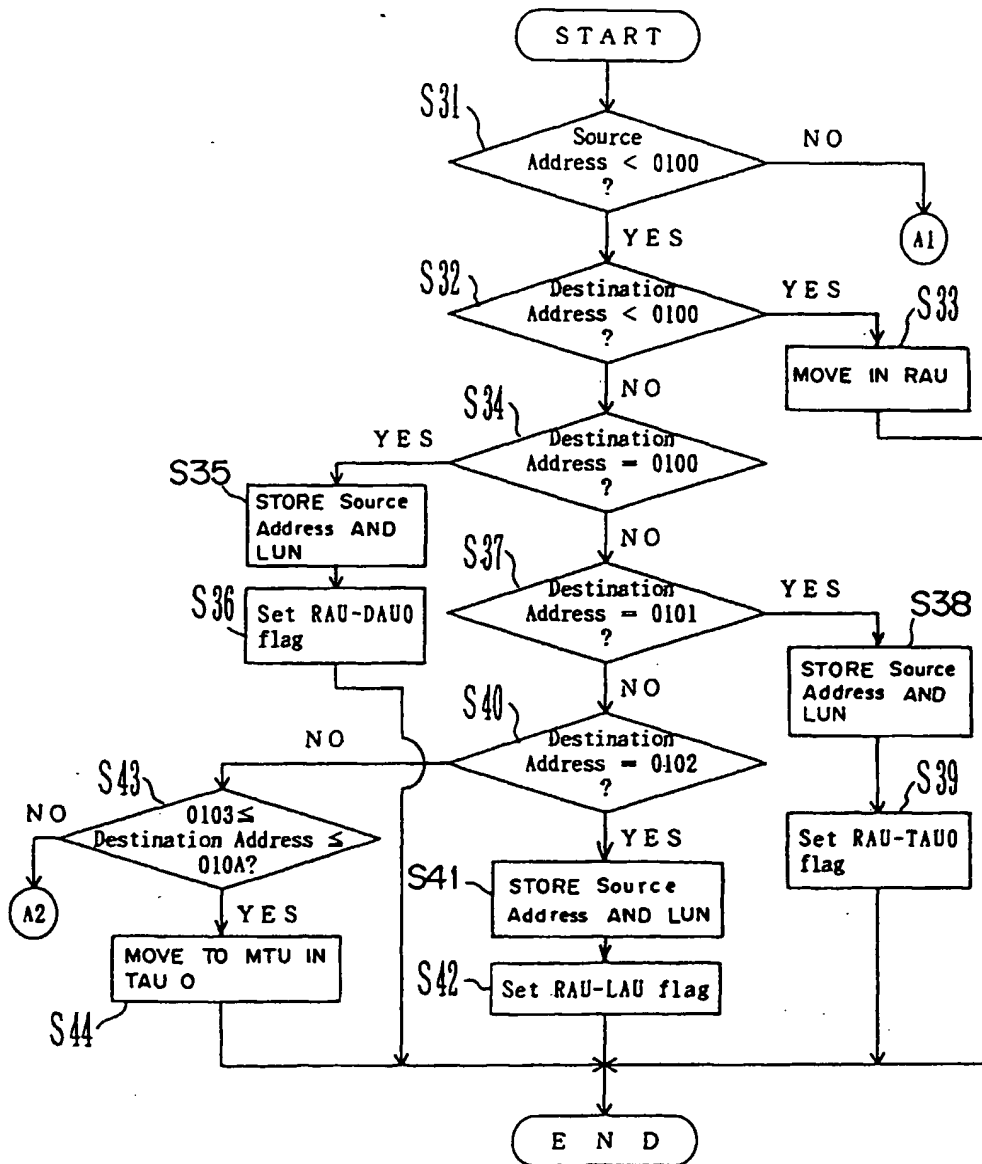 START
S31
Source
Address < 0100
?
NO
A1
YES
S32
Destination
Address < 0100
?
YES
S33
MOVE IN RAU
NO
S34
Destination
Address = 0100
?
YES
S35
STORE Source
Address AND
LUN
S36
Set RAU-DAU0
flag
NO
S37
Destination
Address = 0101
?
YES
S38
STORE Source
Address AND
LUN
S39
Set RAU-TAU0
flag
NO
S40
Destination
Address = 0102
?
NO
S43
0103≤
Destination Address ≤
010A?
NO
A2
YES
MOVE TO MTU IN
TAU 0
S44
YES
S41
STORE Source
Address AND LUN
S42
Set RAU-LAU flag
END